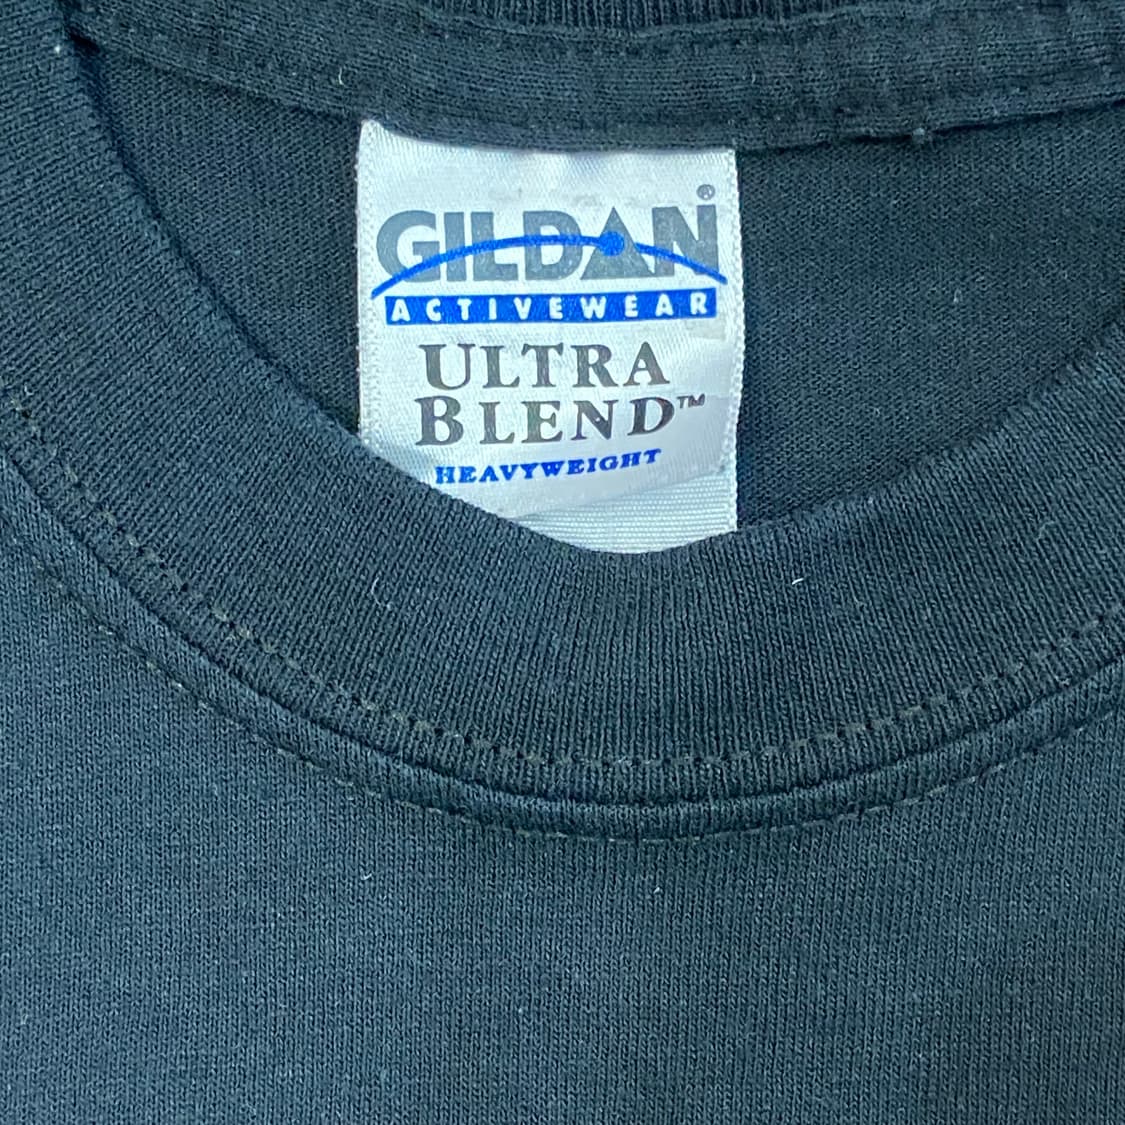 GILDAN®
ACTIVEWEAR
ULTRA
BLEND™
HEAVYWEIGHT